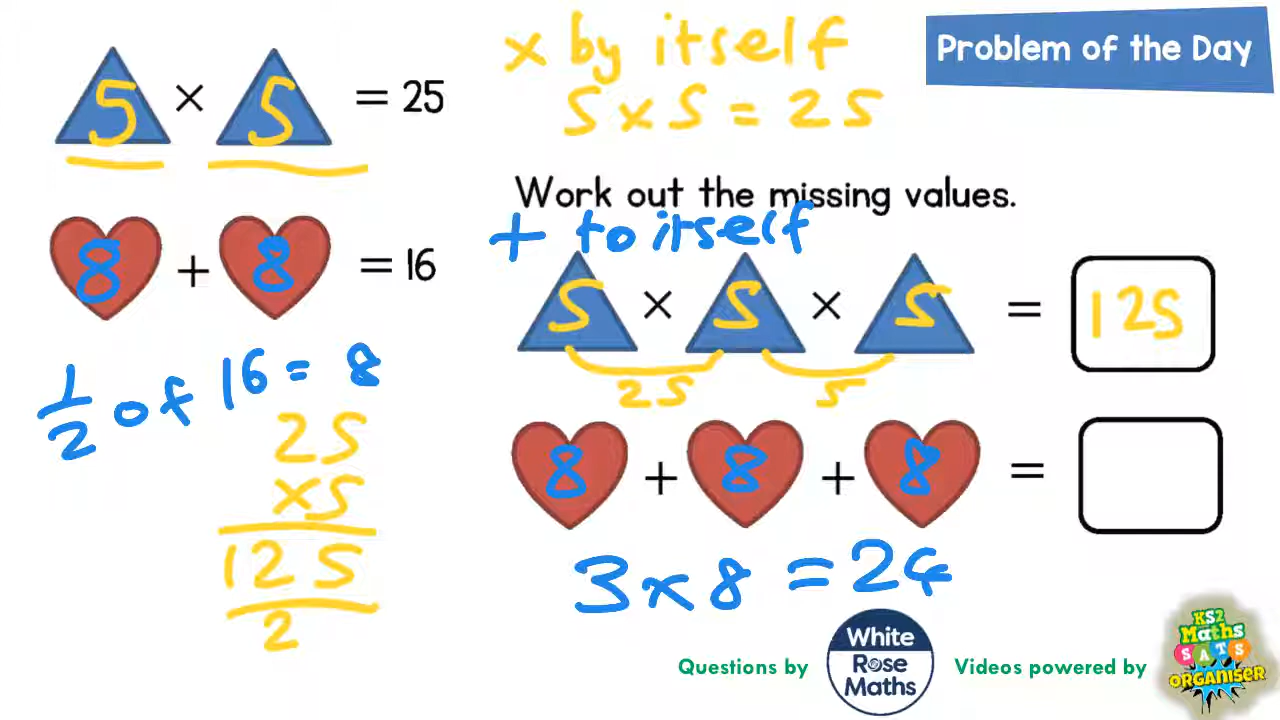 5 × 5 = 25
x by itself
5 x 5 = 25
Problem of the Day
Work out the missing values.
8 + 8 = 16
+ to itself
5 × 5 × 5 = 125
25 5
1/2 of 16 = 8
25
x5
125
2
8 + 8 + 8 =
3 x 8 = 24
Questions by
White
Rose
Maths
Videos powered by
KS2
Maths
SATS
ORGANISER